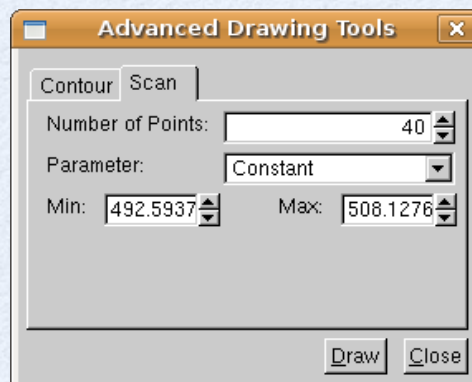 Advanced Drawing Tools
Contour Scan
Number of Points: 40
Parameter: Constant
Min: 492.5937 Max: 508.1276
Draw Close